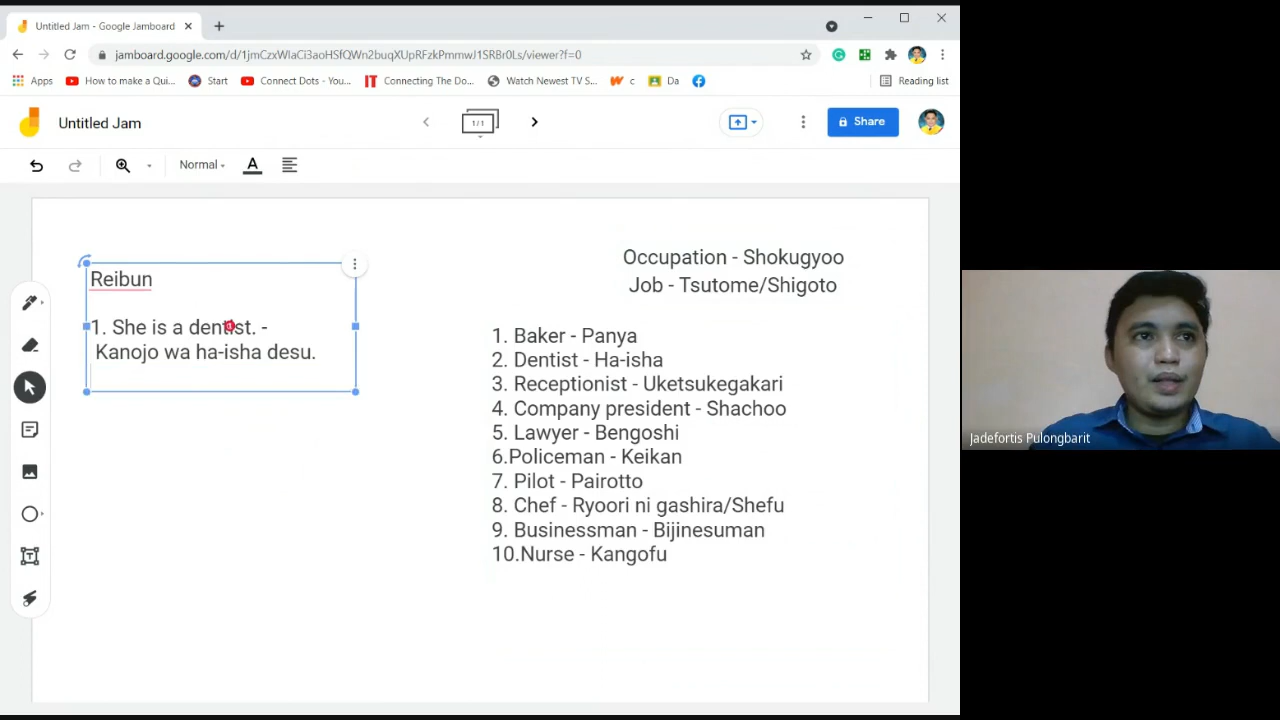 Untitled Jam - Google Jamboard
jamboard.google.com/d/1jmCzxWIaCi3aoHSfQWn2buqXUpRFzkPmmwJ1SRBr0Ls/viewer?f=0
Apps
How to make a Qui...
Start
Connect Dots - You...
Connecting The Do...
Watch Newest TV S...
c
Da
Reading list
Untitled Jam
1/1
Share
Normal
Reibun
1. She is a dentist. -
Kanojo wa ha-isha desu.
Occupation - Shokugyoo
Job - Tsutome/Shigoto
1. Baker - Panya
2. Dentist - Ha-isha
3. Receptionist - Uketsukegakari
4. Company president - Shachoo
5. Lawyer - Bengoshi
6.Policeman - Keikan
7. Pilot - Pairotto
8. Chef - Ryoori ni gashira/Shefu
9. Businessman - Bijinesuman
10.Nurse - Kangofu
Jadefortis Pulongbarit